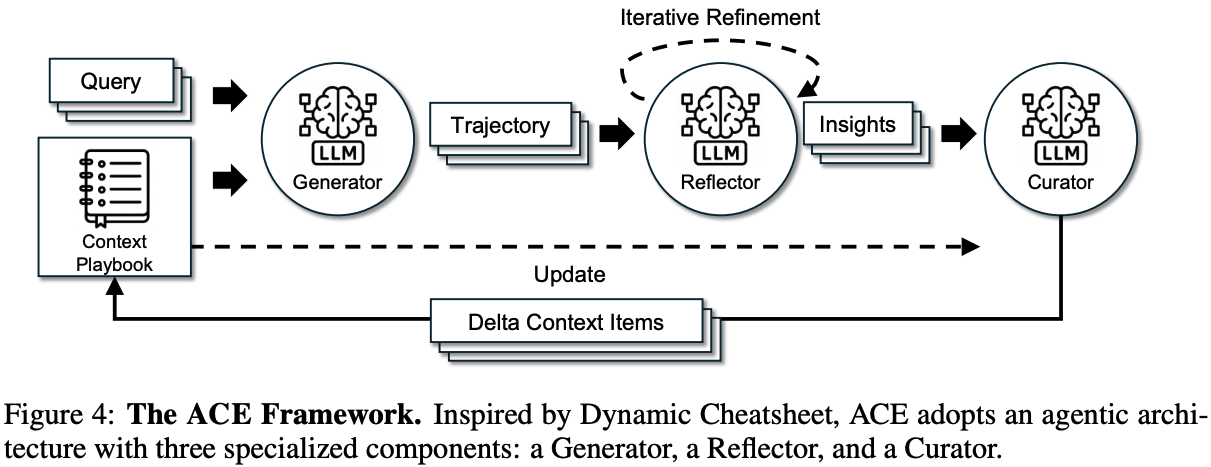 Iterative Refinement
Query
LLM
Generator
Trajectory
LLM
Reflector
Insights
LLM
Curator
Context
Playbook
Update
Delta Context Items
Figure 4: The ACE Framework. Inspired by Dynamic Cheatsheet, ACE adopts an agentic archi-
tecture with three specialized components: a Generator, a Reflector, and a Curator.